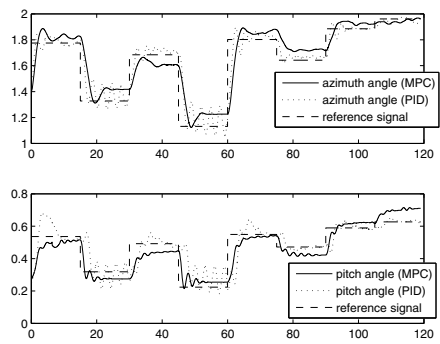 2
1.8
1.6
1.4
1.2
1
0 20 40 60 80 100 120
azimuth angle (MPC)
azimuth angle (PID)
reference signal
0.8
0.6
0.4
0.2
0
0 20 40 60 80 100 120
pitch angle (MPC)
pitch angle (PID)
reference signal